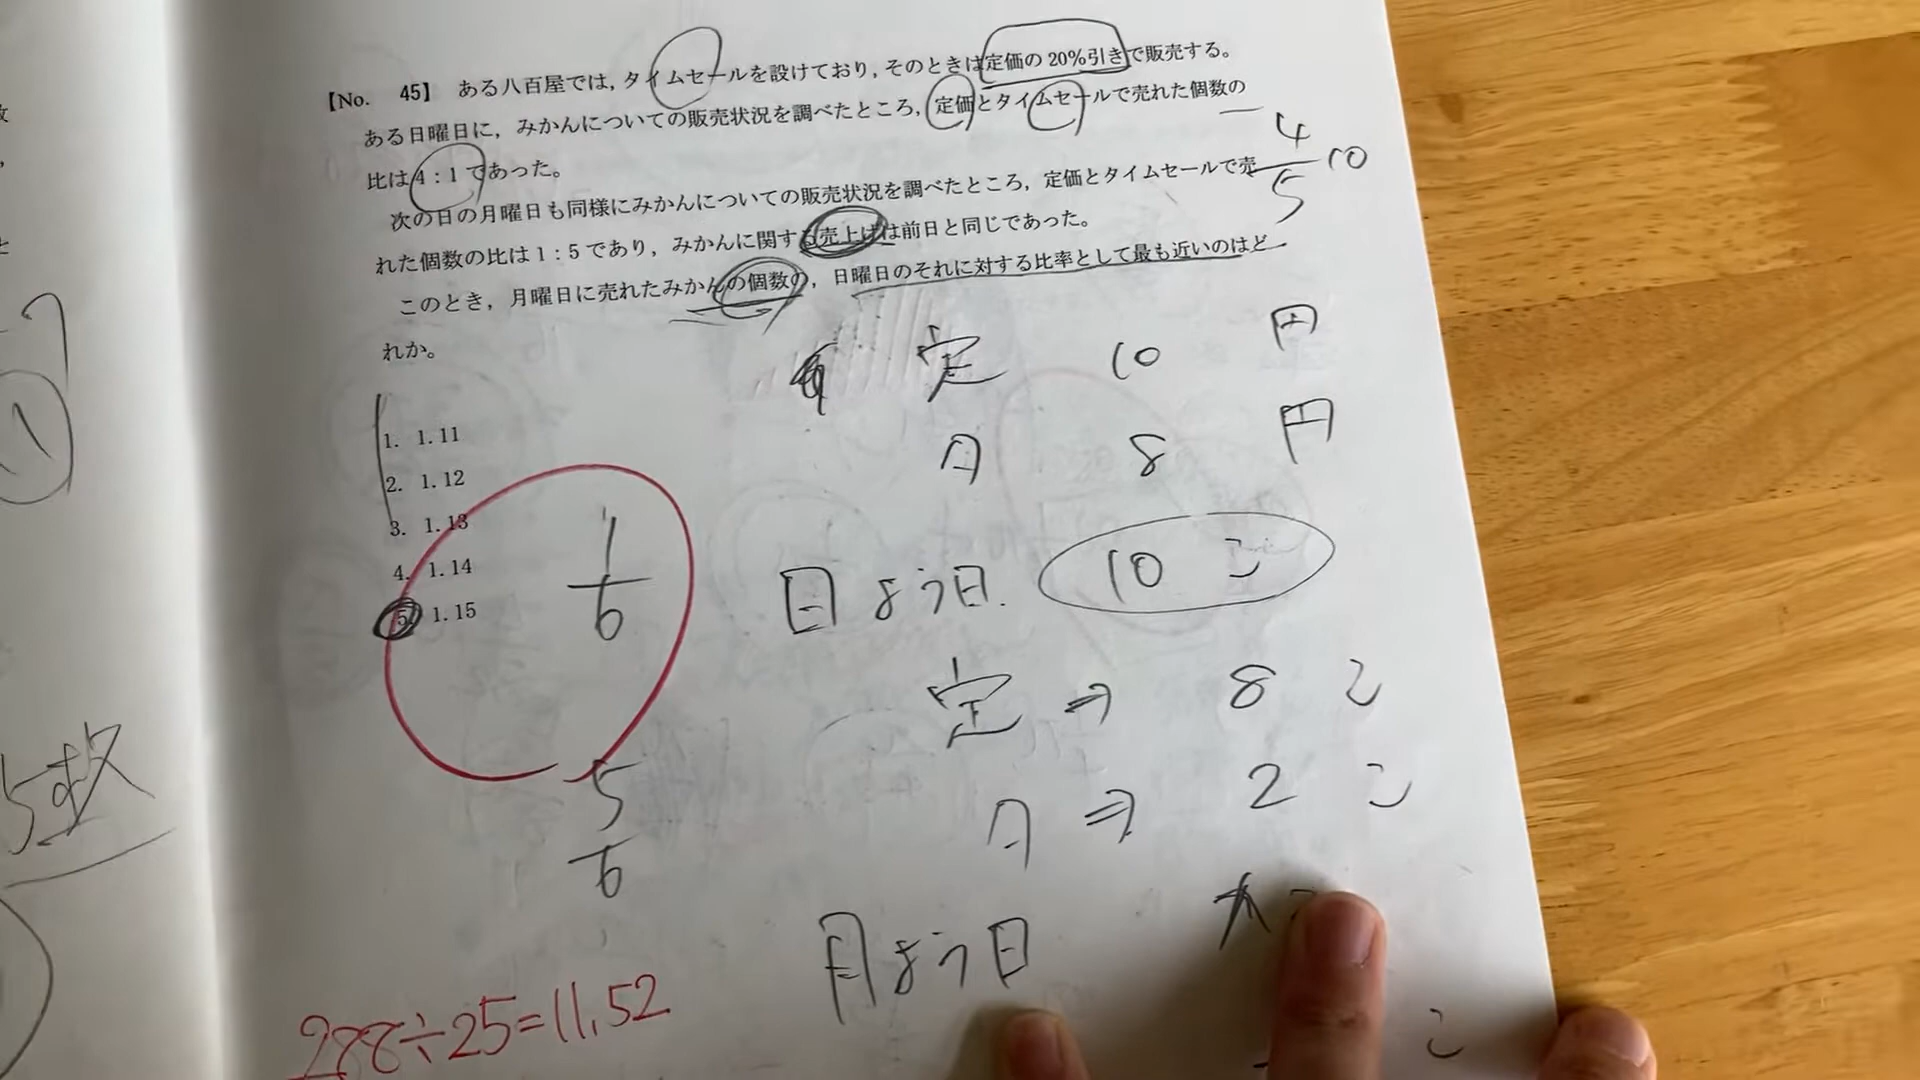 【No. 45】 ある八百屋では，タイムセールを設けており，そのときは定価の20％引きで販売する。
ある日曜日に，みかんについての販売状況を調べたところ，定価とタイムセールで売れた個数の
比は4：1であった。
次の日の月曜日も同様にみかんについての販売状況を調べたところ，定価とタイムセールで売
れた個数の比は1：5であり，みかんに関する売上げは前日と同じであった。
このとき，月曜日に売れたみかんの個数の，日曜日のそれに対する比率として最も近いのはど
れか。
1. 1.11
2. 1.12
3. 1.13
4. 1.14
5. 1.15
4
5
10
定 10 円
タ 8 円
1
6
日よう日. 10 こ
定 ⇒ 8 こ
タ ⇒ 2 こ
5
6
月よう日
こ
288÷25=11.52
①
5枚